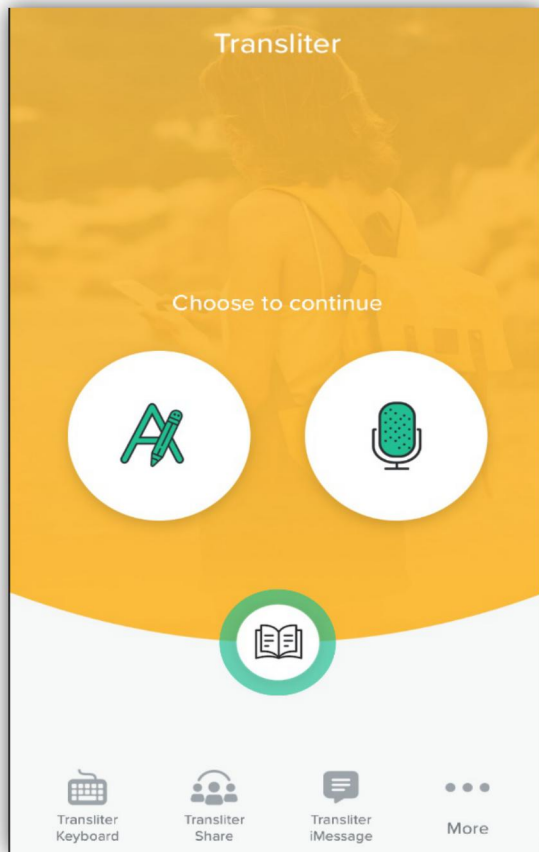 Transliter
Choose to continue
Transliter
Keyboard
Transliter
Share
Transliter
iMessage
More